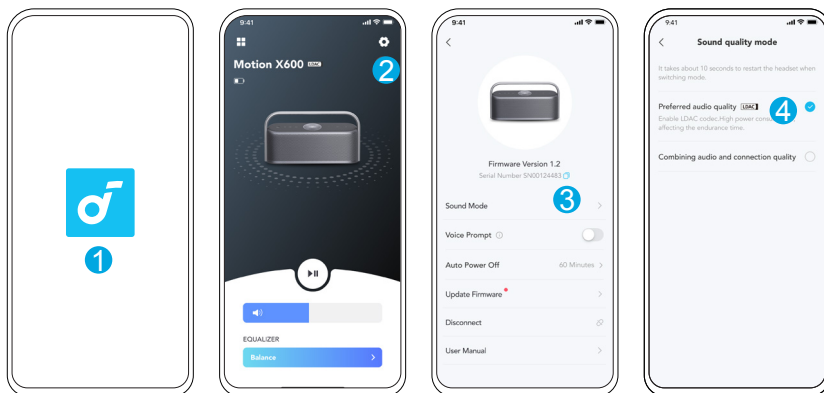 1
9:41
Motion X600 LDAC
2
EQUALIZER
Balance
9:41
Firmware Version 1.2
Serial Number SN00124483
Sound Mode
3
Voice Prompt
Auto Power Off 60 Minutes
Update Firmware
Disconnect
User Manual
9:41
Sound quality mode
It takes about 10 seconds to restart the headset when
switching mode.
Preferred audio quality LDAC
4
Enable LDAC codec.High power
affecting the endurance time.
Combining audio and connection quality